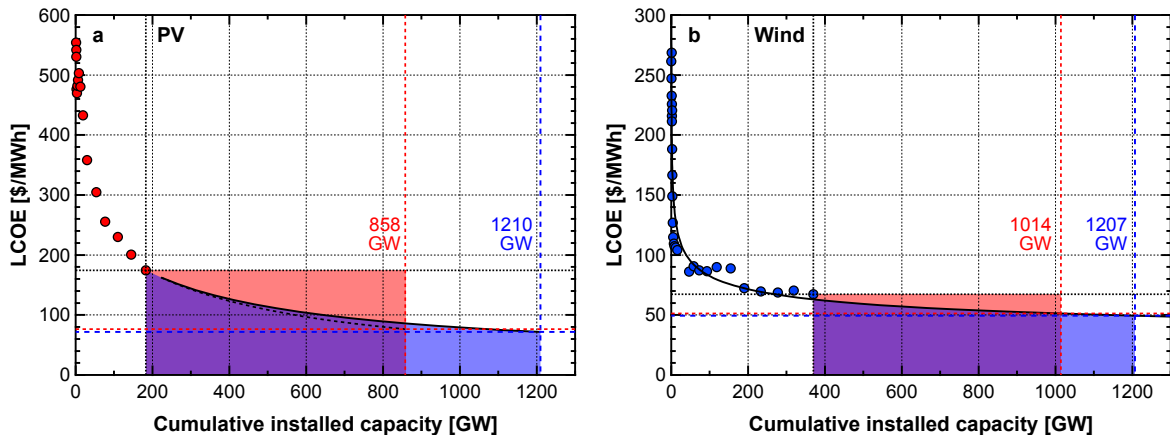 a PV
600
500
400
300
200
100
0
LCOE [$/MWh]
858
GW
1210
GW
0 200 400 600 800 1000 1200
Cumulative installed capacity [GW]
b Wind
300
250
200
150
100
50
0
LCOE [$/MWh]
1014
GW
1207
GW
0 200 400 600 800 1000 1200
Cumulative installed capacity [GW]